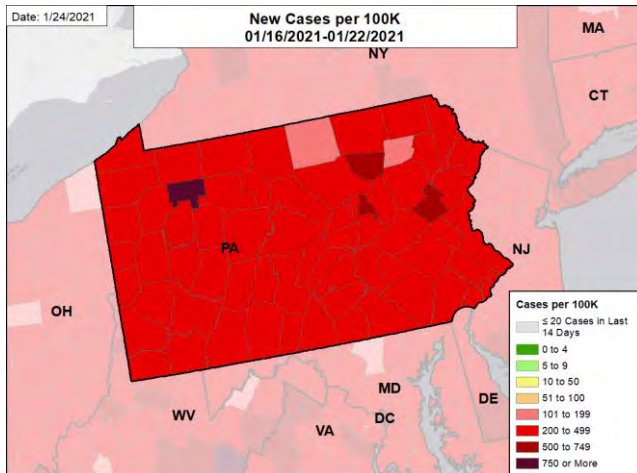 Date: 1/24/2021
New Cases per 100K
01/16/2021-01/22/2021
NY
MA
CT
PA
NJ
OH
MD
DE
WV
DC
VA
Cases per 100K
≤ 20 Cases in Last
14 Days
0 to 4
5 to 9
10 to 50
51 to 100
101 to 199
200 to 499
500 to 749
750 or More